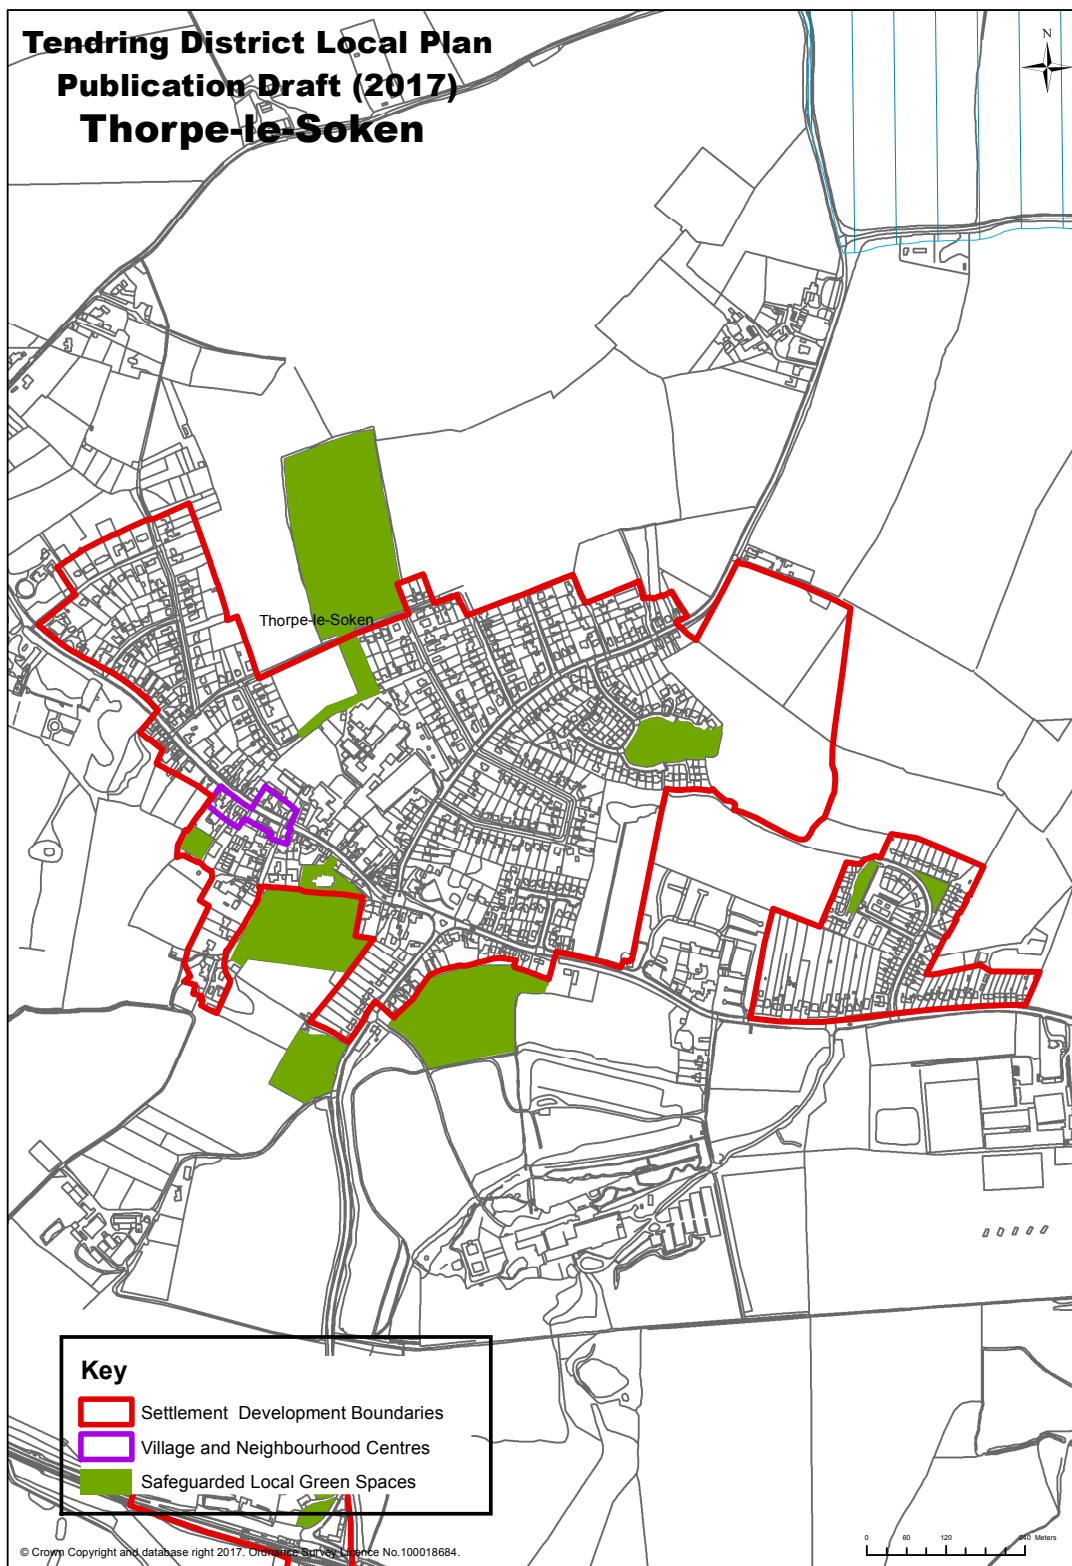 Tendring District Local Plan
Publication Draft (2017)
Thorpe-le-Soken
N
Thorpe-le-Soken
Key
Settlement Development Boundaries
Village and Neighbourhood Centres
Safeguarded Local Green Spaces
0 60 120 240 Meters
© Crown Copyright and database right 2017. Ordnance Survey Licence No.100018684.